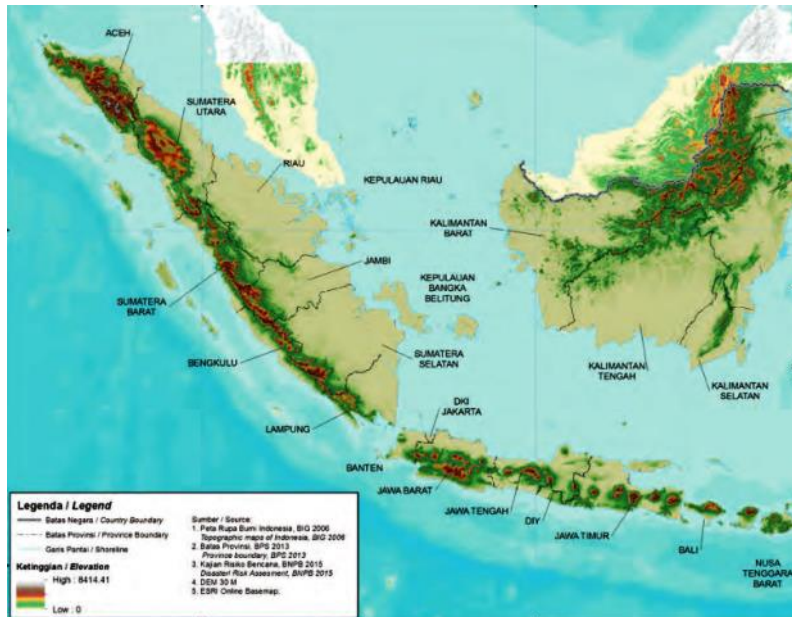 ACEH
SUMATERA
UTARA
RIAU
KEPULAUAN RIAU
KALIMANTAN
BARAT
JAMBI
KEPULAUAN
BANGKA
BELITUNG
SUMATERA
BARAT
BENGKULU
SUMATERA
SELATAN
KALIMANTAN
TENGAH
KALIMANTAN
SELATAN
DKI
JAKARTA
LAMPUNG
BANTEN
JAWA BARAT
JAWA TENGAH
DIY
JAWA TIMUR
BALI
NUSA
TENGGARA
BARAT
Legenda / Legend
Batas Negara / Country Boundary
Batas Provinsi / Province Boundary
Garis Pantai / Shoreline
Ketinggian / Elevation
High : 8414.41
Low : 0
Sumber / Source:
1. Peta Rupa Bumi Indonesia, BIG 2006
Topographic maps of Indonesia, BIG 2006
2. Batas Provinsi, BPS 2013
Province boundary, BPS 2013
3. Kajian Risiko Bencana, BNPB 2015
Disaster Risk Assesment, BNPB 2015
4. DEM 30 M
5. ESRI Online Basemap.